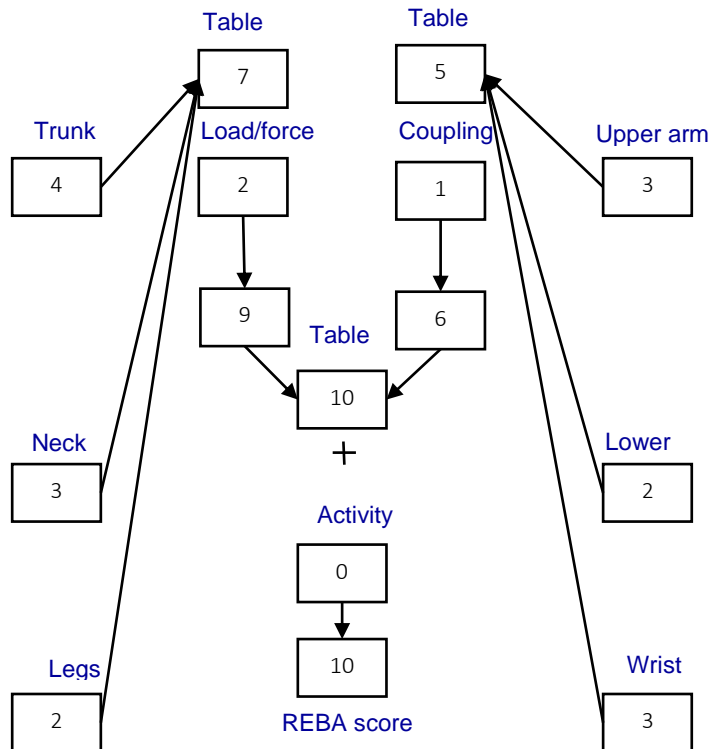 Table
Table
7
5
Trunk
Load/force
Coupling
Upper arm
4
2
1
3
9
6
Table
10
+
Neck
Lower
3
2
Activity
0
10
Legs
Wrist
2
REBA score
3